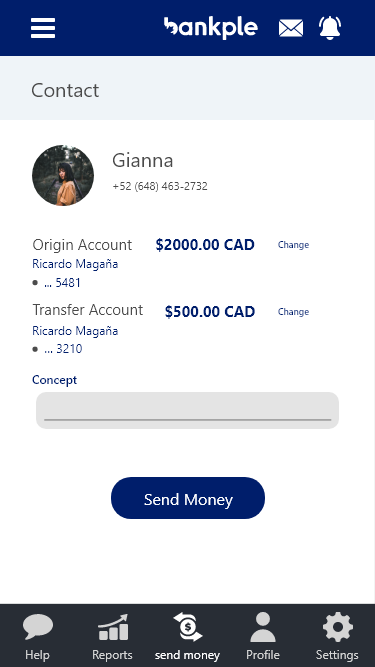 bankple
Contact
Gianna
+52 (648) 463-2732
Origin Account $2000.00 CAD Change
Ricardo Magaña
• ... 5481
Transfer Account $500.00 CAD Change
Ricardo Magaña
• ... 3210
Concept
Send Money
Help Reports send money Profile Settings